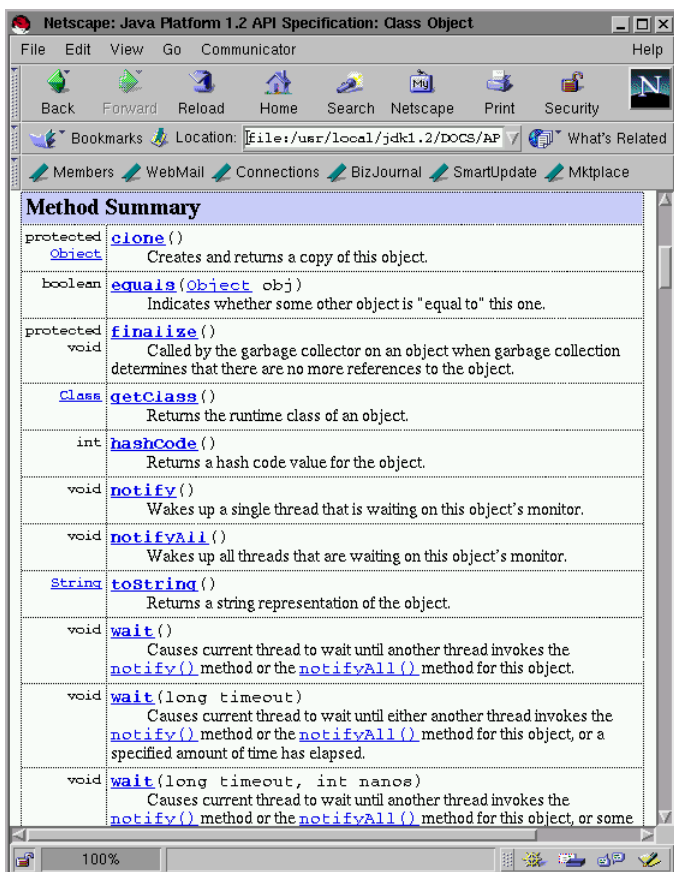 Netscape: Java Platform 1.2 API Specification: Class Object
File Edit View Go Communicator Help
My N
Back Forward Reload Home Search Netscape Print Security
Bookmarks Location: file:/usr/local/jdk1.2/DOCS/AP What's Related
Members WebMail Connections BizJournal SmartUpdate Mktplace
Method Summary
protected clone()
Object Creates and returns a copy of this object.
boolean equals(Object obj)
Indicates whether some other object is "equal to" this one.
protected finalize()
void Called by the garbage collector on an object when garbage collection
determines that there are no more references to the object.
Class getClass()
Returns the runtime class of an object.
int hashCode()
Returns a hash code value for the object.
void notify()
Wakes up a single thread that is waiting on this object's monitor.
void notifyAll()
Wakes up all threads that are waiting on this object's monitor.
String toString()
Returns a string representation of the object.
void wait()
Causes current thread to wait until another thread invokes the
notify() method or the notifyAll() method for this object.
void wait(long timeout)
Causes current thread to wait until either another thread invokes the
notify() method or the notifyAll() method for this object, or a
specified amount of time has elapsed.
void wait(long timeout, int nanos)
Causes current thread to wait until another thread invokes the
notify() method or the notifyAll() method for this object, or some
100%